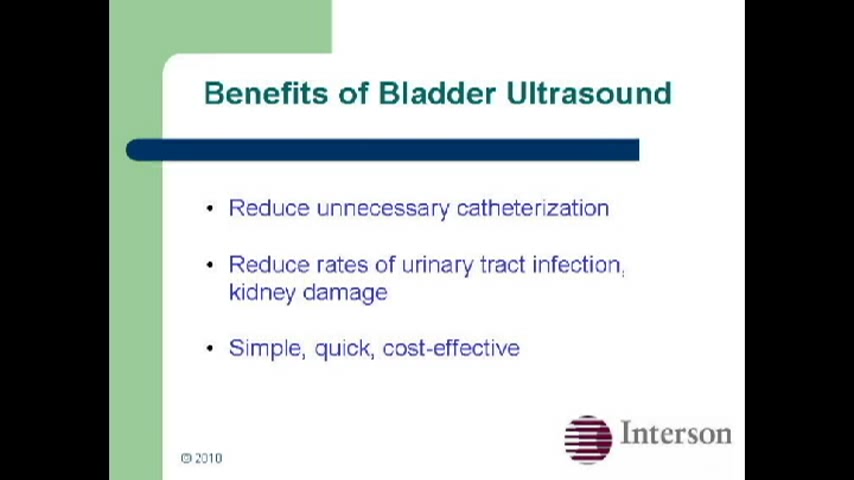 Benefits of Bladder Ultrasound
• Reduce unnecessary catheterization
• Reduce rates of urinary tract infection,
kidney damage
• Simple, quick, cost-effective
Interson
© 2010